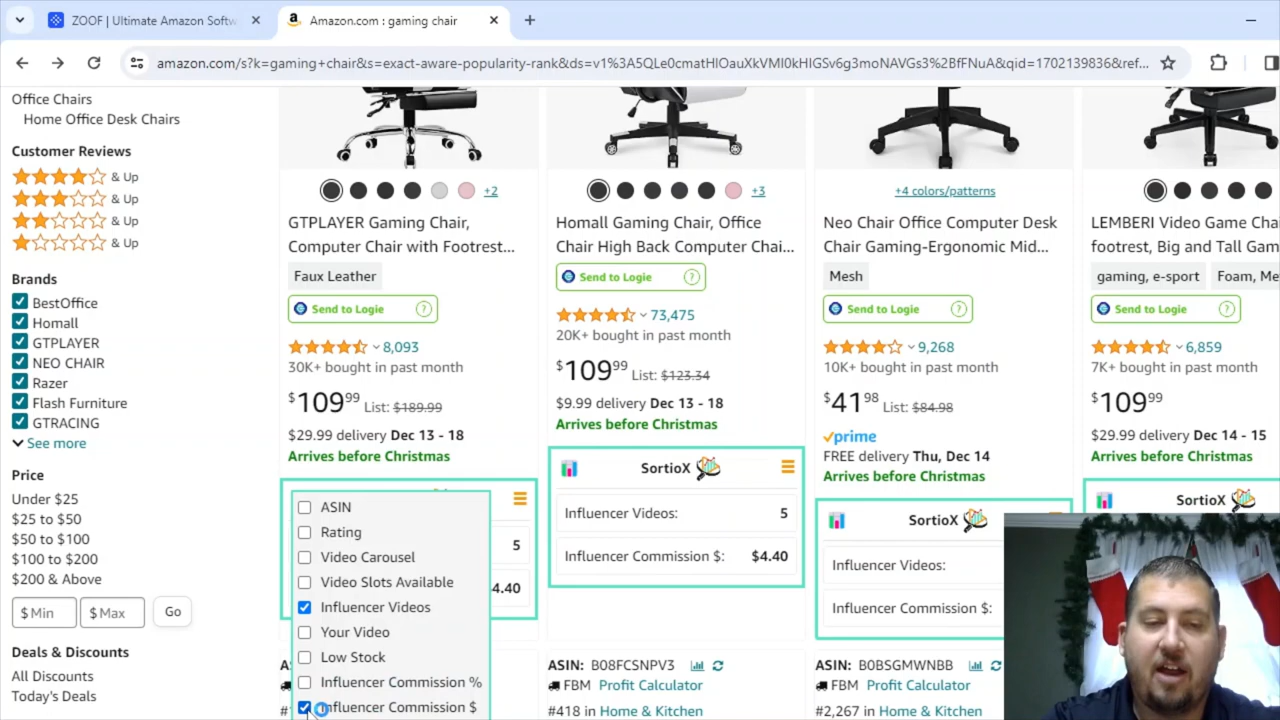 ZOOF | Ultimate Amazon Softw
Amazon.com : gaming chair
amazon.com/s?k=gaming+chair&s=exact-aware-popularity-rank&ds=v1%3A5QLe0cmatHlOauXkVMI0kHIGSv6g3moNAVGs3%2BfFNuA&qid=1702139836&ref...
Office Chairs
Home Office Desk Chairs
Customer Reviews
& Up
& Up
& Up
& Up
Brands
BestOffice
Homall
GTPLAYER
NEO CHAIR
Razer
Flash Furniture
GTRACING
See more
Price
Under $25
$25 to $50
$50 to $100
$100 to $200
$200 & Above
$ Min $ Max Go
Deals & Discounts
All Discounts
Today's Deals
+2
GTPLAYER Gaming Chair,
Computer Chair with Footrest...
Faux Leather
Send to Logie ?
8,093
30K+ bought in past month
$109.99 List: $189.99
$29.99 delivery Dec 13 - 18
Arrives before Christmas
5
4.40
ASIN
Rating
Video Carousel
Video Slots Available
Influencer Videos
Your Video
Low Stock
Influencer Commission %
Influencer Commission $
+3
Homall Gaming Chair, Office
Chair High Back Computer Chai...
Send to Logie ?
73,475
20K+ bought in past month
$109.99 List: $123.34
$9.99 delivery Dec 13 - 18
Arrives before Christmas
SortioX
Influencer Videos: 5
Influencer Commission $: $4.40
ASIN: B08FCSNPV3
FBM Profit Calculator
#418 in Home & Kitchen
+4 colors/patterns
Neo Chair Office Computer Desk
Chair Gaming-Ergonomic Mid...
Mesh
Send to Logie ?
9,268
10K+ bought in past month
$41.98 List: $84.98
prime
FREE delivery Thu, Dec 14
Arrives before Christmas
SortioX
Influencer Videos:
Influencer Commission $:
ASIN: B0BSGMWNBB
FBM Profit Calculator
#2,267 in Home & Kitchen
LEMBERI Video Game Cha
footrest, Big and Tall Gam
gaming, e-sport Foam, Me
Send to Logie ?
6,859
7K+ bought in past month
$109.99
$29.99 delivery Dec 14 - 15
Arrives before Christmas
SortioX